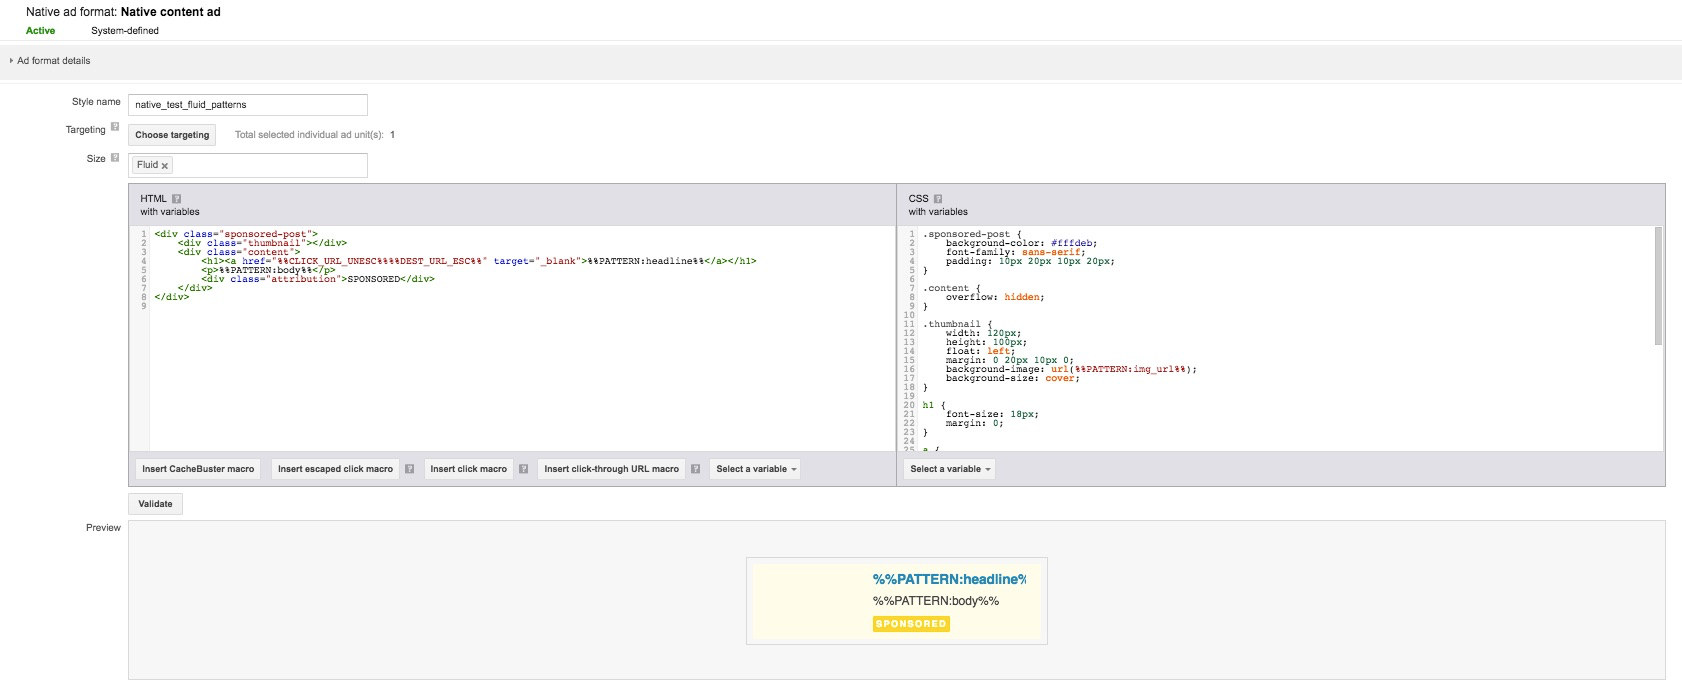 Native ad format: Native content ad
Active System-defined
Ad format details
Style name native_test_fluid_patterns
Targeting ? Choose targeting Total selected individual ad unit(s): 1
Size ? Fluid x
HTML ?
with variables
1 <div class="sponsored-post">
2 <div class="thumbnail"></div>
3 <div class="content">
4 <h1><a href="%%CLICK_URL_UNESC%%%%DEST_URL_ESC%%" target="_blank">%%PATTERN:headline%%</a></h1>
5 <p>%%PATTERN:body%%</p>
6 <div class="attribution">SPONSORED</div>
7 </div>
8 </div>
9
CSS ?
with variables
1 .sponsored-post {
2 background-color: #fffdeb;
3 font-family: sans-serif;
4 padding: 10px 20px 10px 20px;
5 }
6
7 .content {
8 overflow: hidden;
9 }
10
11 .thumbnail {
12 width: 120px;
13 height: 100px;
14 float: left;
15 margin: 0 20px 10px 0;
16 background-image: url(%%PATTERN:img_url%%);
17 background-size: cover;
18 }
19
20 h1 {
21 font-size: 18px;
22 margin: 0;
23 }
24
25 a {
Insert CacheBuster macro Insert escaped click macro ? Insert click macro ? Insert click-through URL macro ? Select a variable
Select a variable
Validate
Preview
%%PATTERN:headline%
%%PATTERN:body%%
SPONSORED